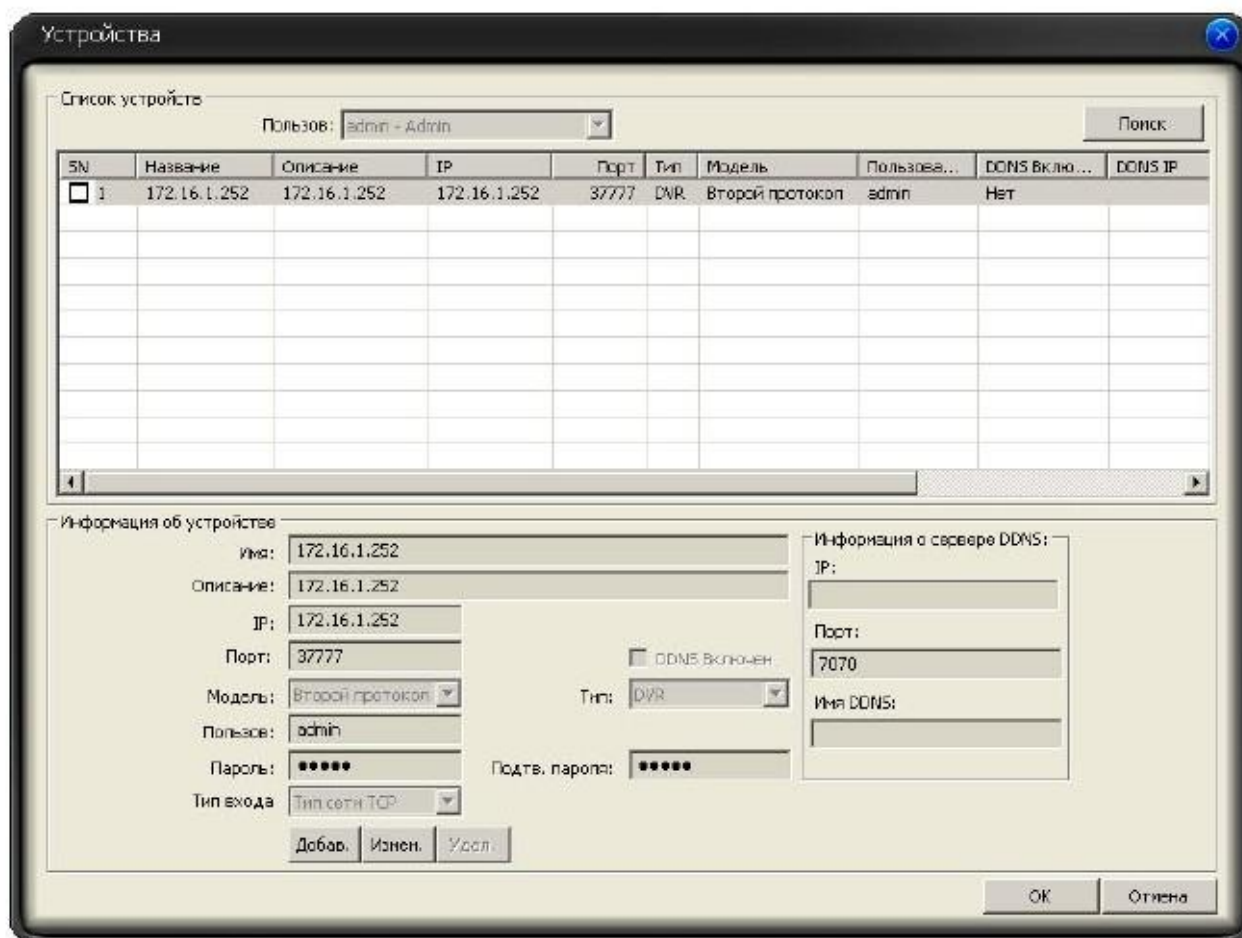 Устройства
Список устройств
Пользов: admin - Admin Поиск
SN Название Описание IP Порт Тип Модель Пользова... DDNS Вклю... DDNS IP
1 172.16.1.252 172.16.1.252 172.16.1.252 37777 DVR Второй протокол admin Нет
Информация об устройстве
Имя: 172.16.1.252
Описание: 172.16.1.252
IP: 172.16.1.252
Порт: 37777 DDNS Включен
Модель: Второй протокол Тип: DVR
Пользов: admin
Пароль: ●●●●● Подтв. пароля: ●●●●●
Тип входа Тип сети TCP
Добав. Измен. Удал.
Информация о сервере DDNS:
IP:
Порт:
7070
Имя DDNS:
OK Отмена